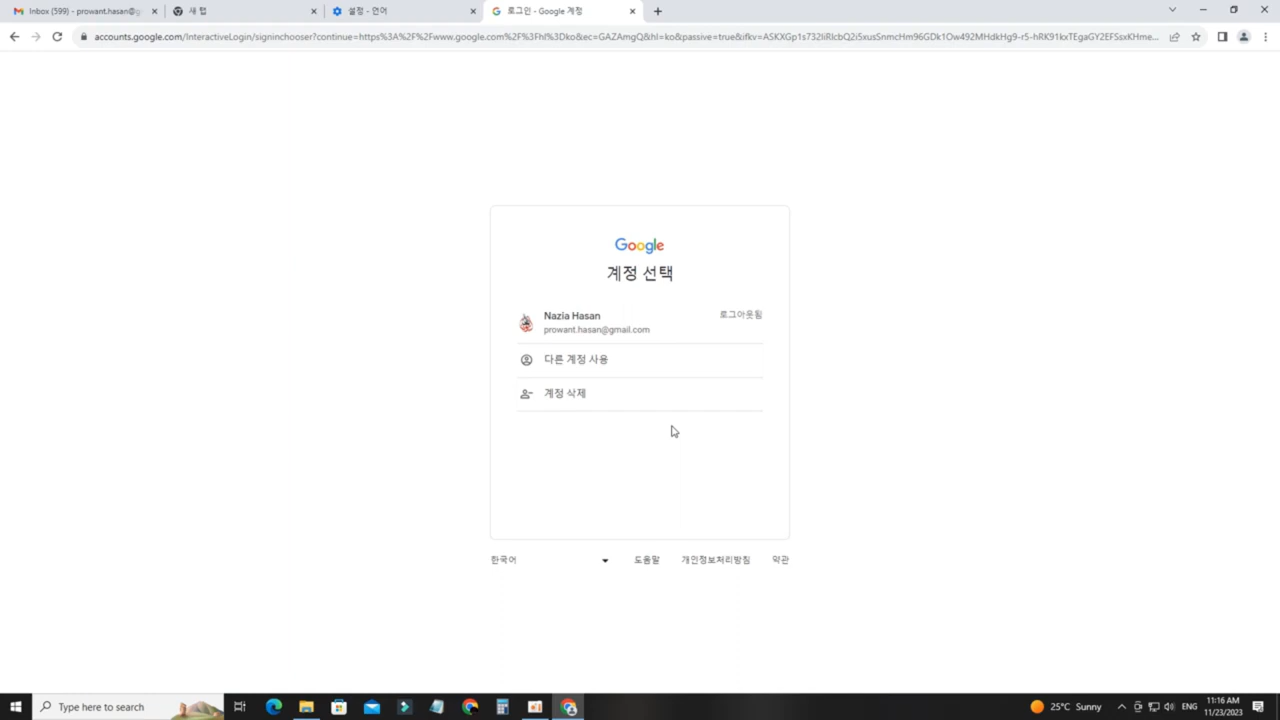 Inbox (599) - prowant.hasan@g
새 탭
설정 - 언어
로그인 - Google 계정
Google
계정 선택
Nazia Hasan
로그아웃됨
prowant.hasan@gmail.com
다른 계정 사용
계정 삭제
한국어
도움말
개인정보처리방침
약관
Type here to search
25°C Sunny
ENG
11:16 AM
11/23/2023